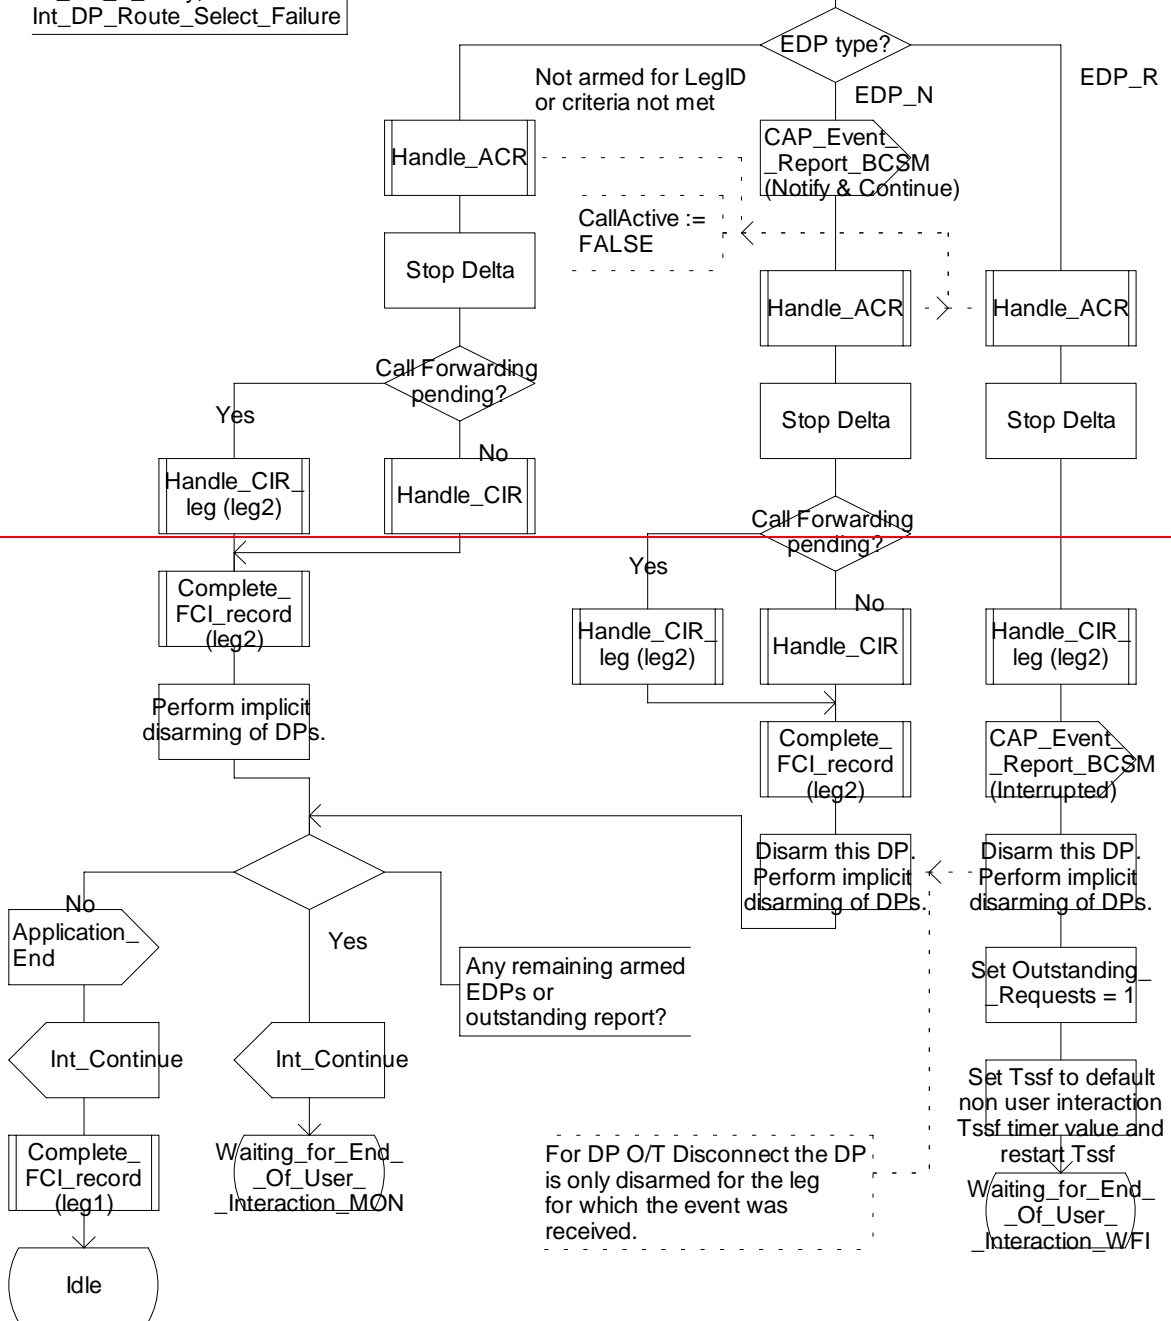 Int_DP_Route_Select_Failure
EDP type?
Not armed for LegID
or criteria not met
EDP_N
EDP_R
Handle_ACR
CAP_Event_
_Report_BCSM
(Notify & Continue)
CallActive :=
FALSE
Stop Delta
Handle_ACR
Handle_ACR
Call Forwarding
pending?
Yes
No
Stop Delta
Stop Delta
Handle_CIR_
leg (leg2)
Handle_CIR
Call Forwarding
pending?
Yes
No
Complete_
FCI_record
(leg2)
Handle_CIR_
leg (leg2)
Handle_CIR
Handle_CIR_
leg (leg2)
Perform implicit
disarming of DPs.
Complete_
FCI_record
(leg2)
CAP_Event_
_Report_BCSM
(Interrupted)
Disarm this DP.
Perform implicit
disarming of DPs.
Disarm this DP.
Perform implicit
disarming of DPs.
No
Yes
Application_
End
Any remaining armed
EDPs or
outstanding report?
Set Outstanding_
_Requests = 1
Int_Continue
Int_Continue
Set Tssf to default
non user interaction
Tssf timer value and
restart Tssf
Complete_
FCI_record
(leg1)
Waiting_for_End_
_Of_User_
_Interaction_MON
For DP O/T Disconnect the DP
is only disarmed for the leg
for which the event was
received.
Waiting_for_End_
_Of_User_
_Interaction_WFI
Idle